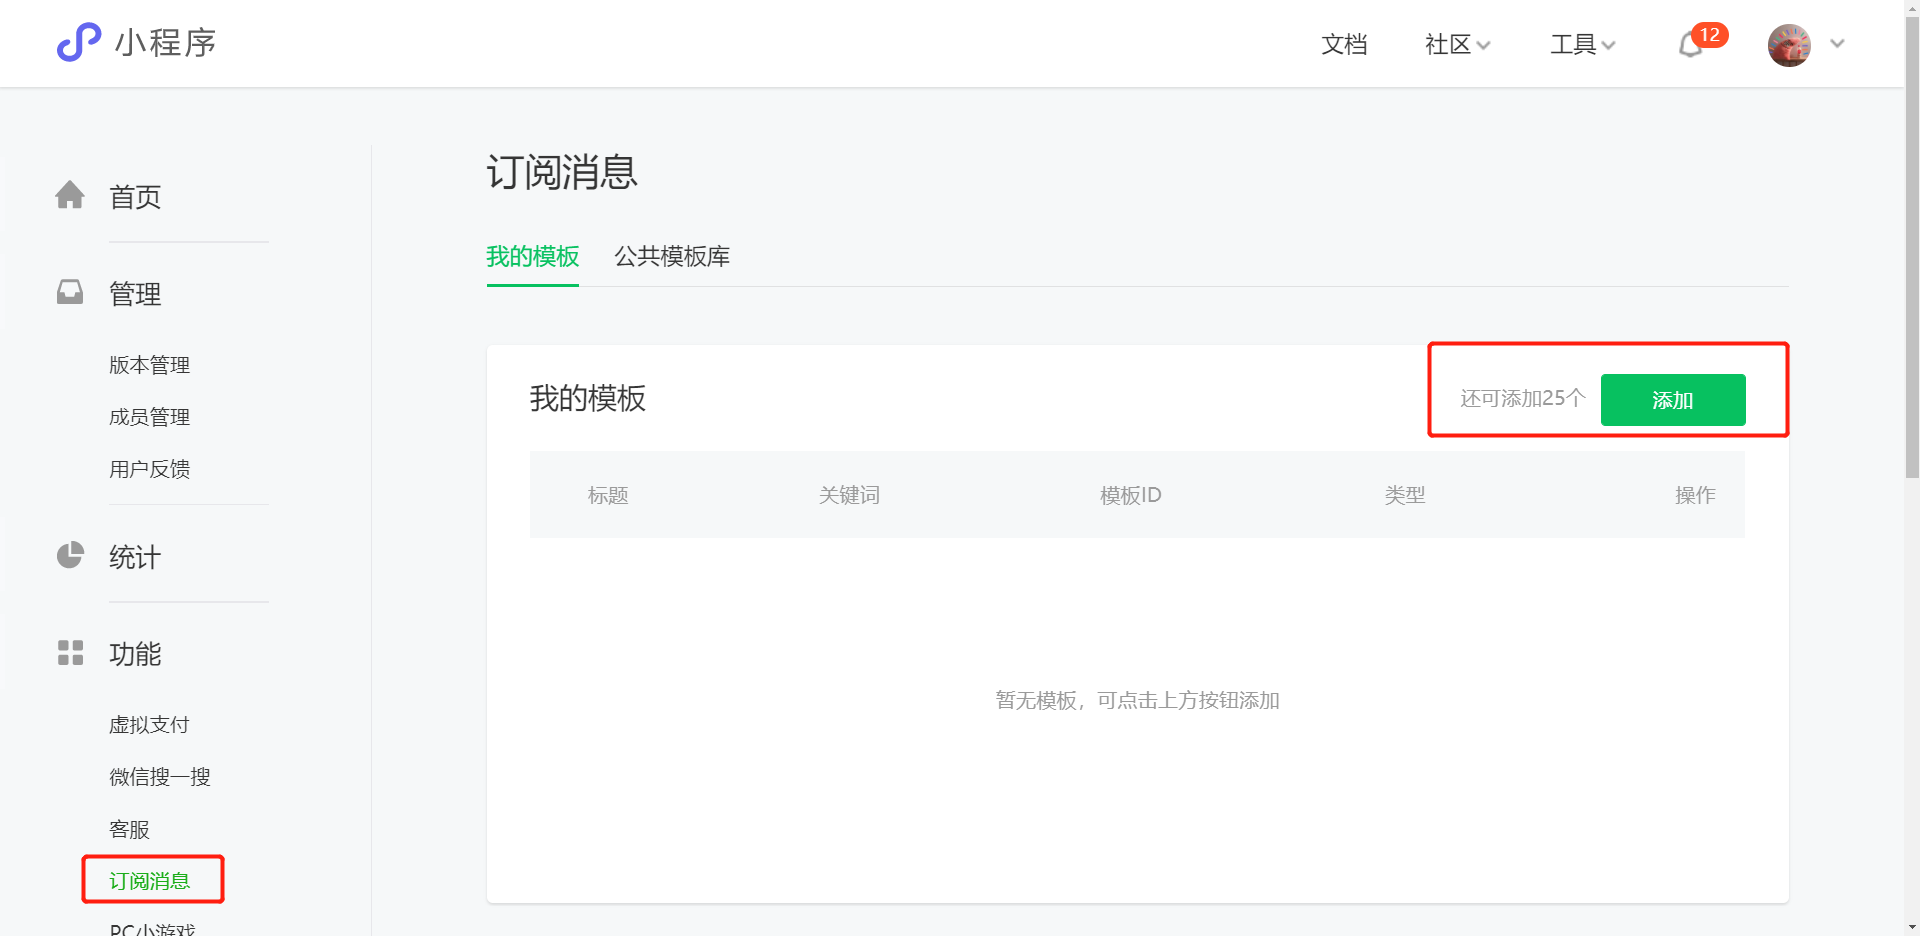 小程序
文档
社区
工具
12
首页
管理
版本管理
成员管理
用户反馈
统计
功能
虚拟支付
微信搜一搜
客服
订阅消息
PC小游戏
订阅消息
我的模板
公共模板库
我的模板
还可添加25个
添加
标题
关键词
模板ID
类型
操作
暂无模板，可点击上方按钮添加